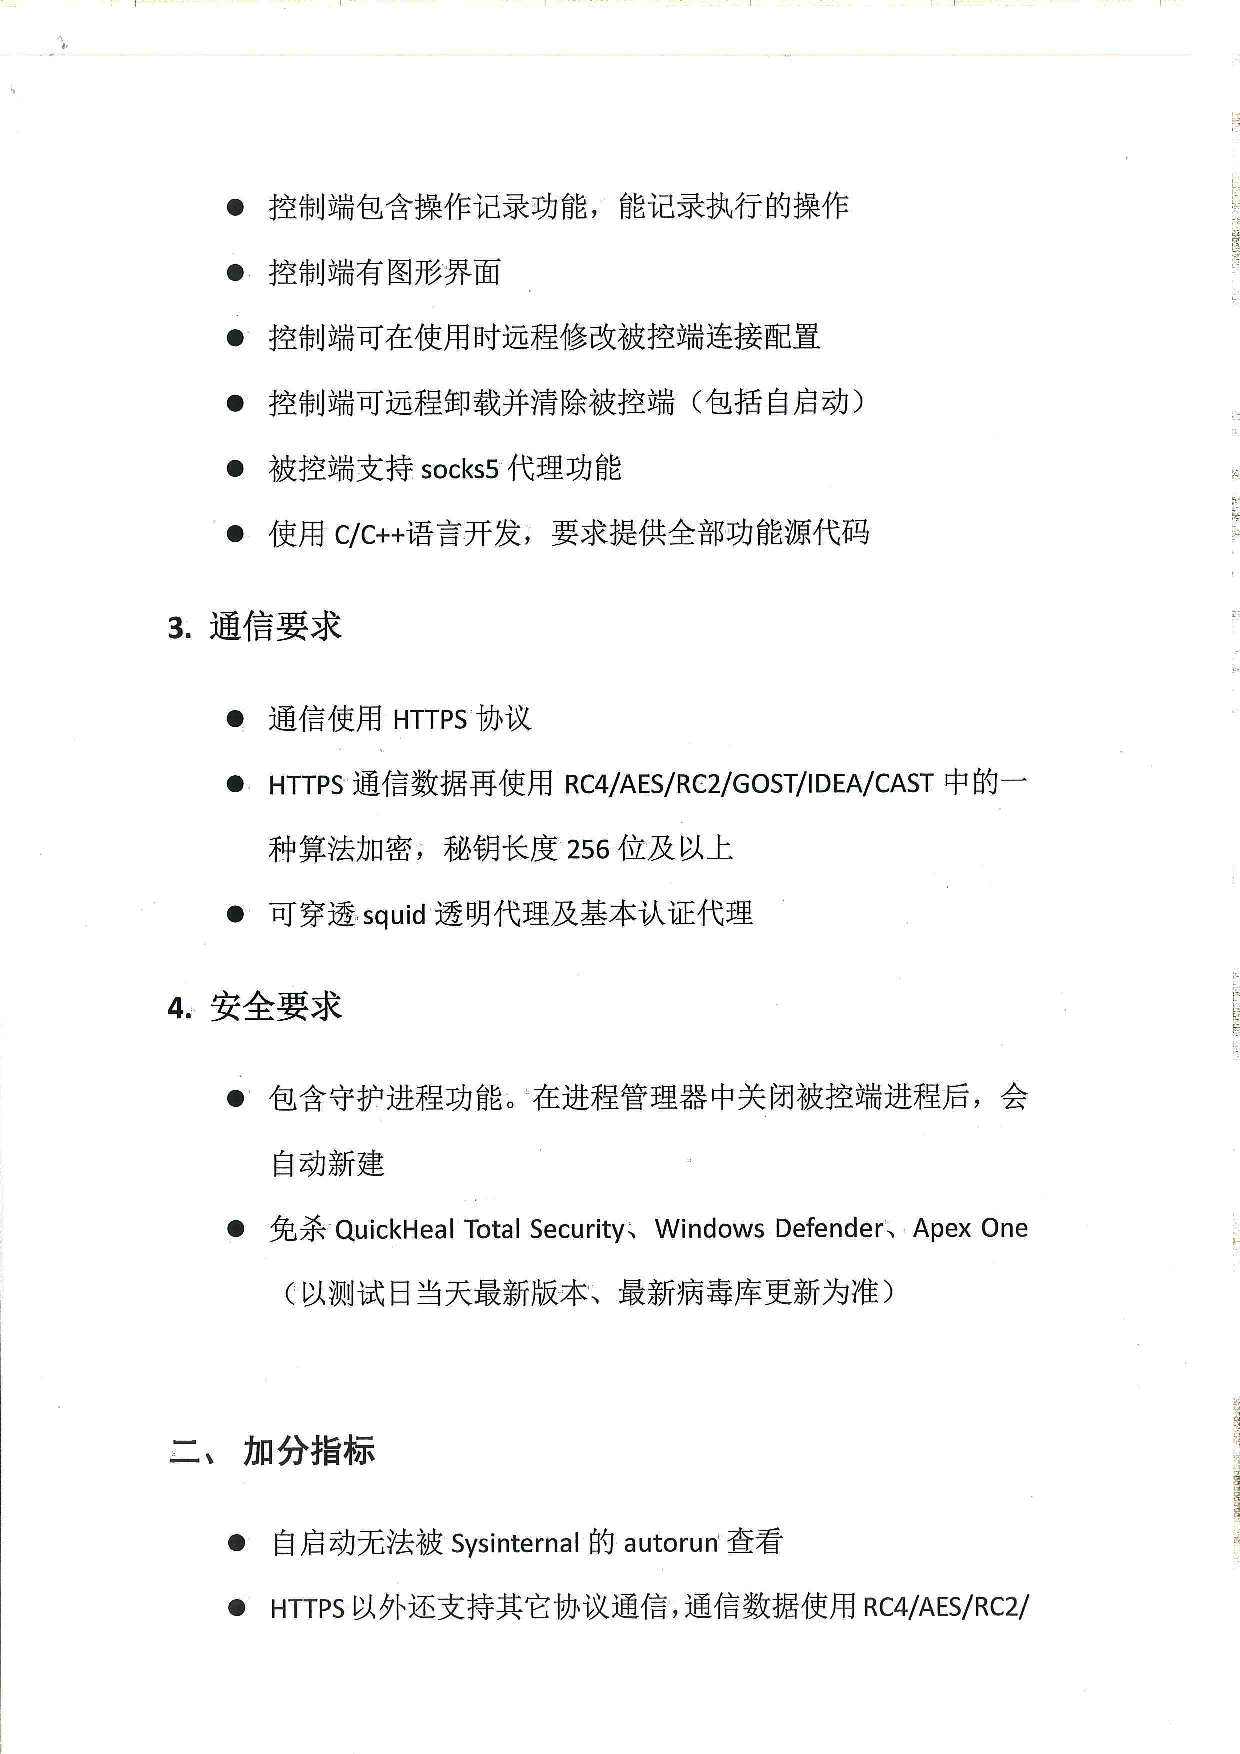 ● 控制端包含操作记录功能，能记录执行的操作
● 控制端有图形界面
● 控制端可在使用时远程修改被控端连接配置
● 控制端可远程卸载并清除被控端（包括自启动）
● 被控端支持 socks5 代理功能
● 使用 C/C++语言开发，要求提供全部功能源代码
3. 通信要求
● 通信使用 HTTPS 协议
● HTTPS 通信数据再使用 RC4/AES/RC2/GOST/IDEA/CAST 中的一
种算法加密，秘钥长度 256 位及以上
● 可穿透 squid 透明代理及基本认证代理
4. 安全要求
● 包含守护进程功能。在进程管理器中关闭被控端进程后，会
自动新建
● 免杀 QuickHeal Total Security、Windows Defender、Apex One
（以测试日当天最新版本、最新病毒库更新为准）
二、 加分指标
● 自启动无法被 Sysinternal 的 autorun 查看
● HTTPS 以外还支持其它协议通信，通信数据使用 RC4/AES/RC2/